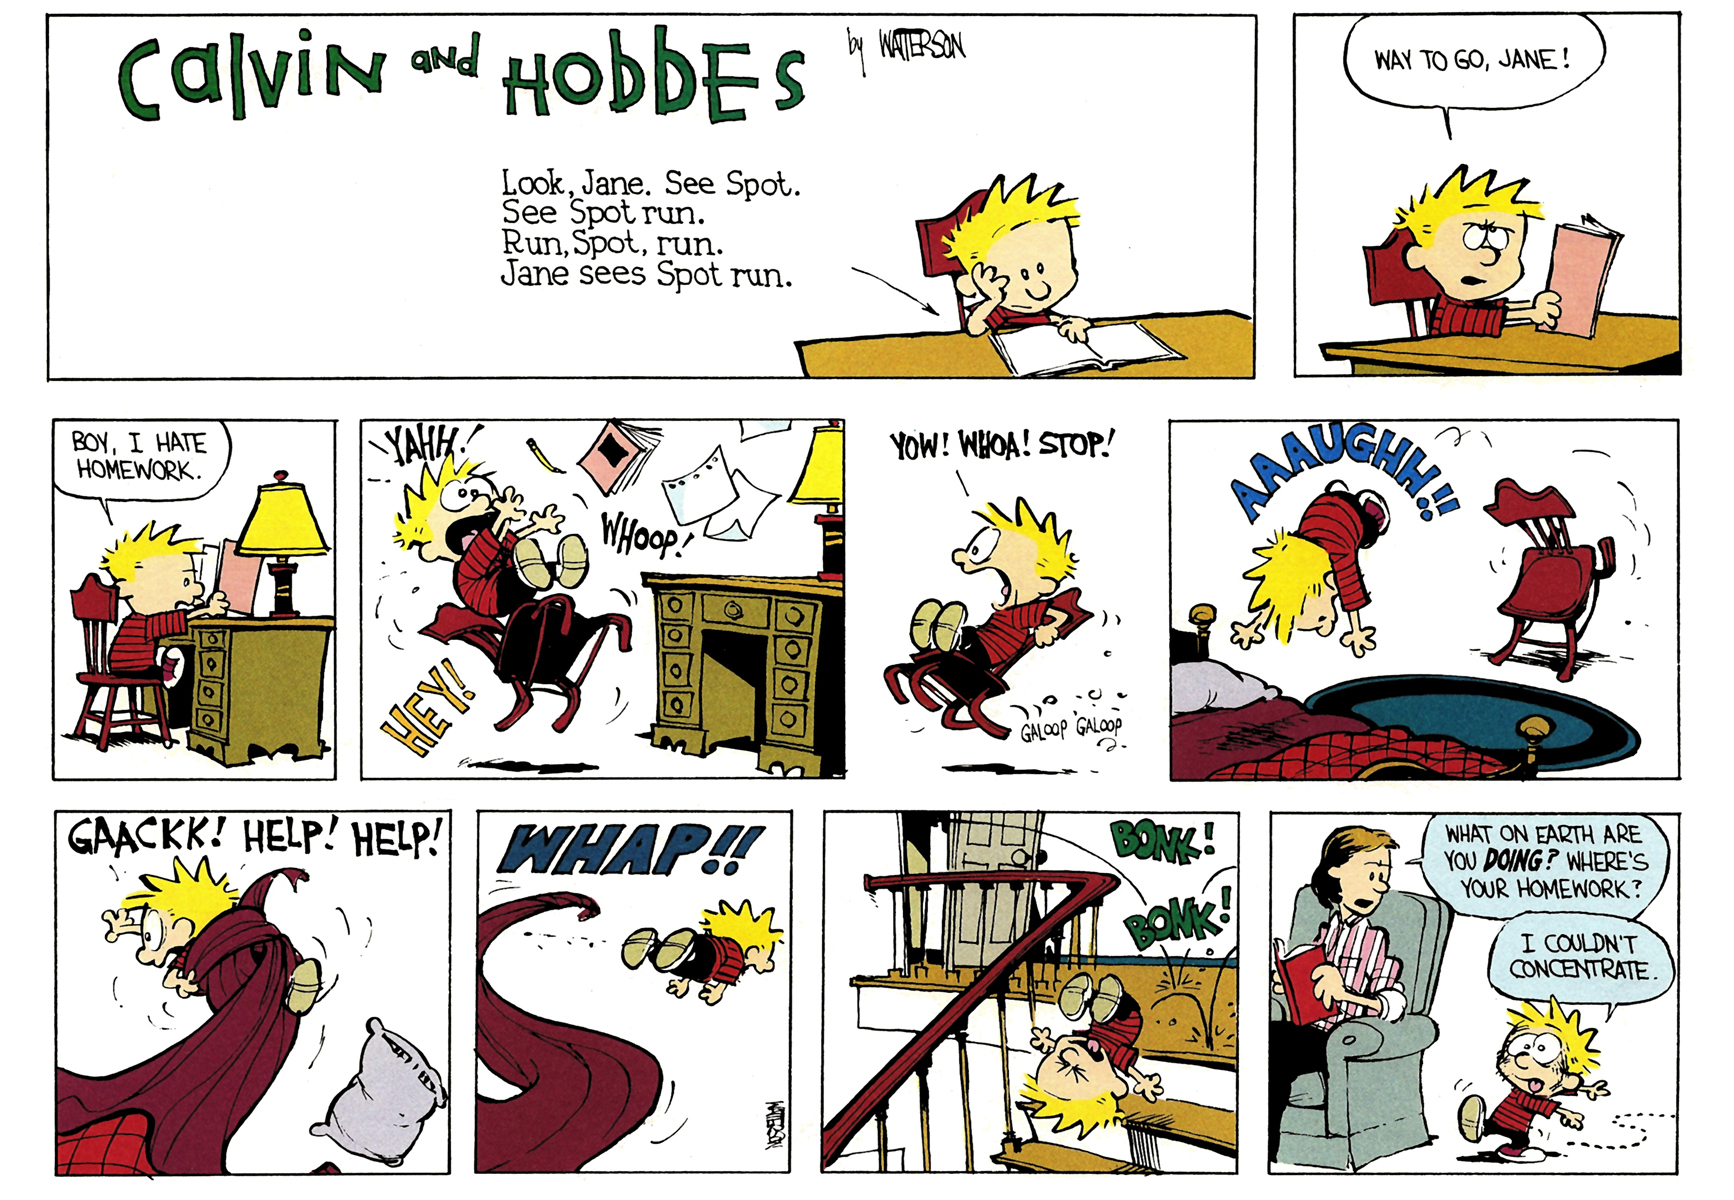 Calvin and Hobbes
by Watterson
Look, Jane. See Spot.
See Spot run.
Run, Spot, run.
Jane sees Spot run.
WAY TO GO, JANE!
BOY, I HATE
HOMEWORK.
YAHH!
WHOOP!
HEY!
YOW! WHOA! STOP!
GALOOP GALOOP
AAAUGHH!!
GAACKK! HELP! HELP!
WHAP!!
WATTERSON
BONK!
BONK!
WHAT ON EARTH ARE
YOU DOING? WHERE'S
YOUR HOMEWORK?
I COULDN'T
CONCENTRATE.